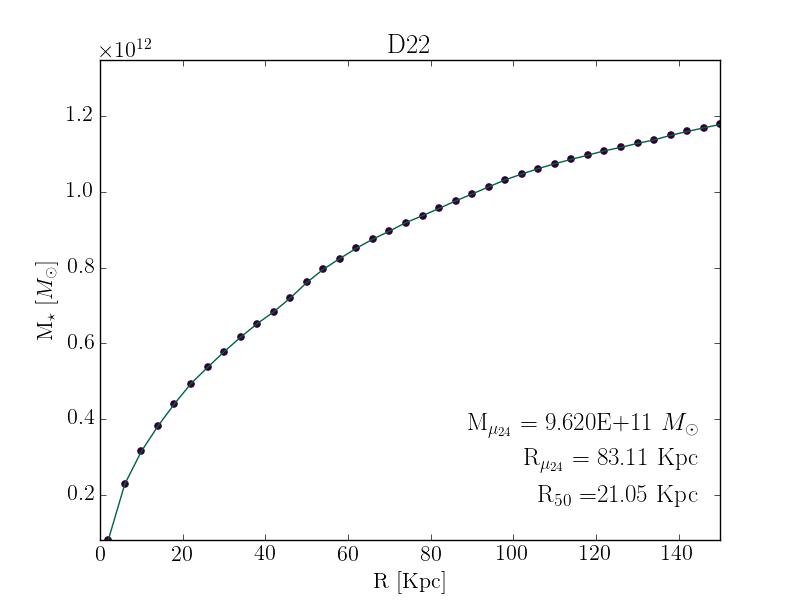 D22
×10¹²
1.2
1.0
0.8
0.6
0.4
0.2
M⋆ [M⊙]
M_μ24 = 9.620E+11 M⊙
R_μ24 = 83.11 Kpc
R₅₀ =21.05 Kpc
0 20 40 60 80 100 120 140
R [Kpc]